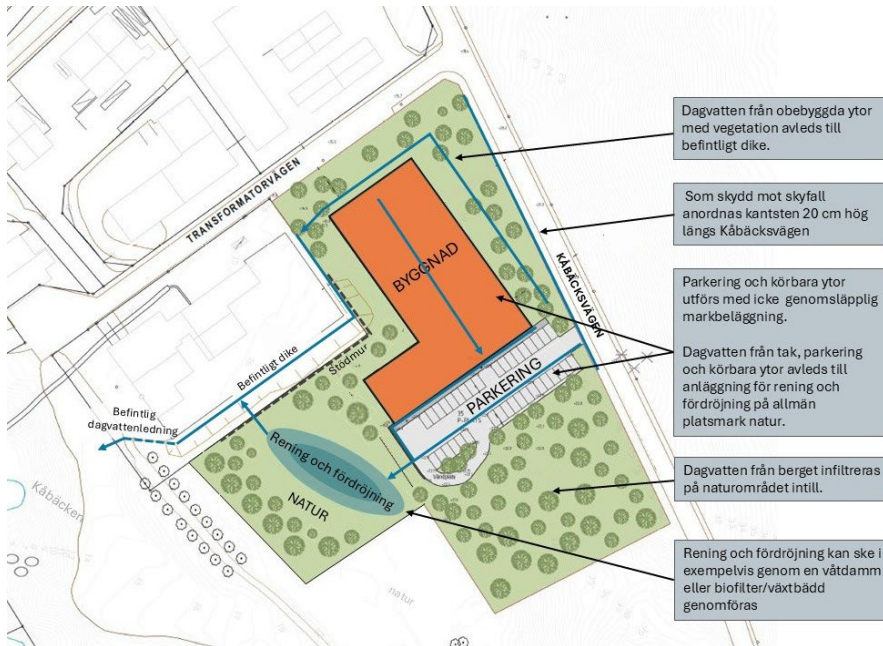 Dagvatten från obebyggda ytor
med vegetation avleds till
befintligt dike.
Som skydd mot skyfall
anordnas kantsten 20 cm hög
längs Kåbäcksvägen
Parkering och körbara ytor
utförs med icke genomsläpplig
markbeläggning.
Dagvatten från tak, parkering
och körbara ytor avleds till
anläggning för rening och
fördröjning på allmän
platsmark natur.
Dagvatten från berget infiltreras
på naturområdet intill.
Rening och fördröjning kan ske i
exempelvis genom en våtdamm
eller biofilter/växtbädd
genomföras
TRANSFORMATORVÄGEN
BYGGNAD
KÅBÄCKSVÄGEN
PARKERING
Stödmur
Befintligt dike
Befintlig
dagvattenledning
Rening och fördröjning
NATUR
Kåbäcken
natur